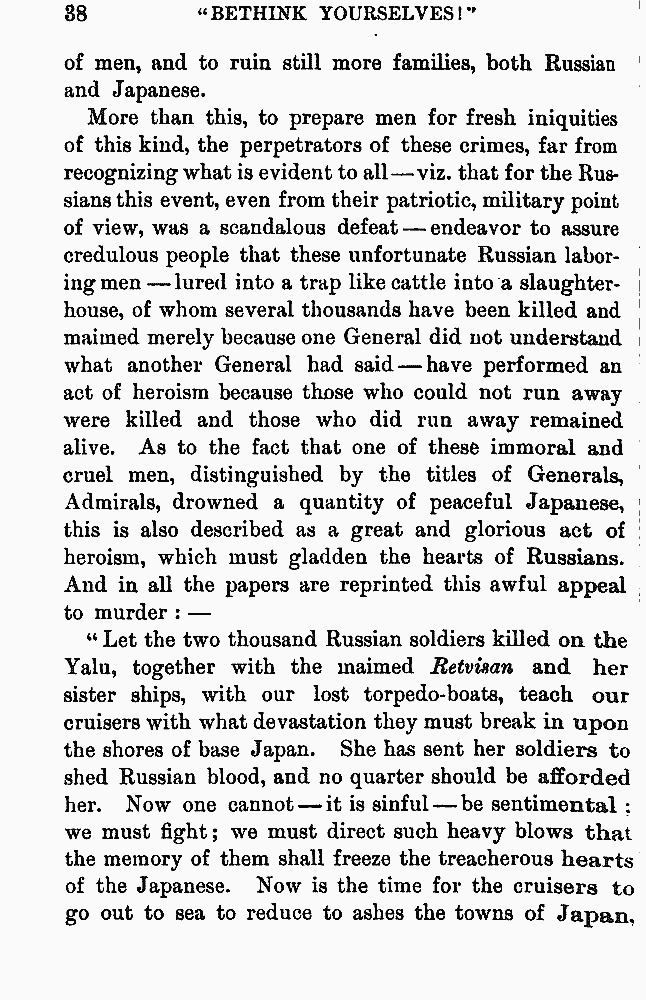 38 "BETHINK YOURSELVES!"
of men, and to ruin still more families, both Russian
and Japanese.
More than this, to prepare men for fresh iniquities
of this kind, the perpetrators of these crimes, far from
recognizing what is evident to all—viz. that for the Rus-
sians this event, even from their patriotic, military point
of view, was a scandalous defeat—endeavor to assure
credulous people that these unfortunate Russian labor-
ing men—lured into a trap like cattle into a slaughter-
house, of whom several thousands have been killed and
maimed merely because one General did not understand
what another General had said—have performed an
act of heroism because those who could not run away
were killed and those who did run away remained
alive. As to the fact that one of these immoral and
cruel men, distinguished by the titles of Generals,
Admirals, drowned a quantity of peaceful Japanese,
this is also described as a great and glorious act of
heroism, which must gladden the hearts of Russians.
And in all the papers are reprinted this awful appeal
to murder:—
"Let the two thousand Russian soldiers killed on the
Yalu, together with the maimed Retvisan and her
sister ships, with our lost torpedo-boats, teach our
cruisers with what devastation they must break in upon
the shores of base Japan. She has sent her soldiers to
shed Russian blood, and no quarter should be afforded
her. Now one cannot—it is sinful—be sentimental;
we must fight; we must direct such heavy blows that
the memory of them shall freeze the treacherous hearts
of the Japanese. Now is the time for the cruisers to
go out to sea to reduce to ashes the towns of Japan,